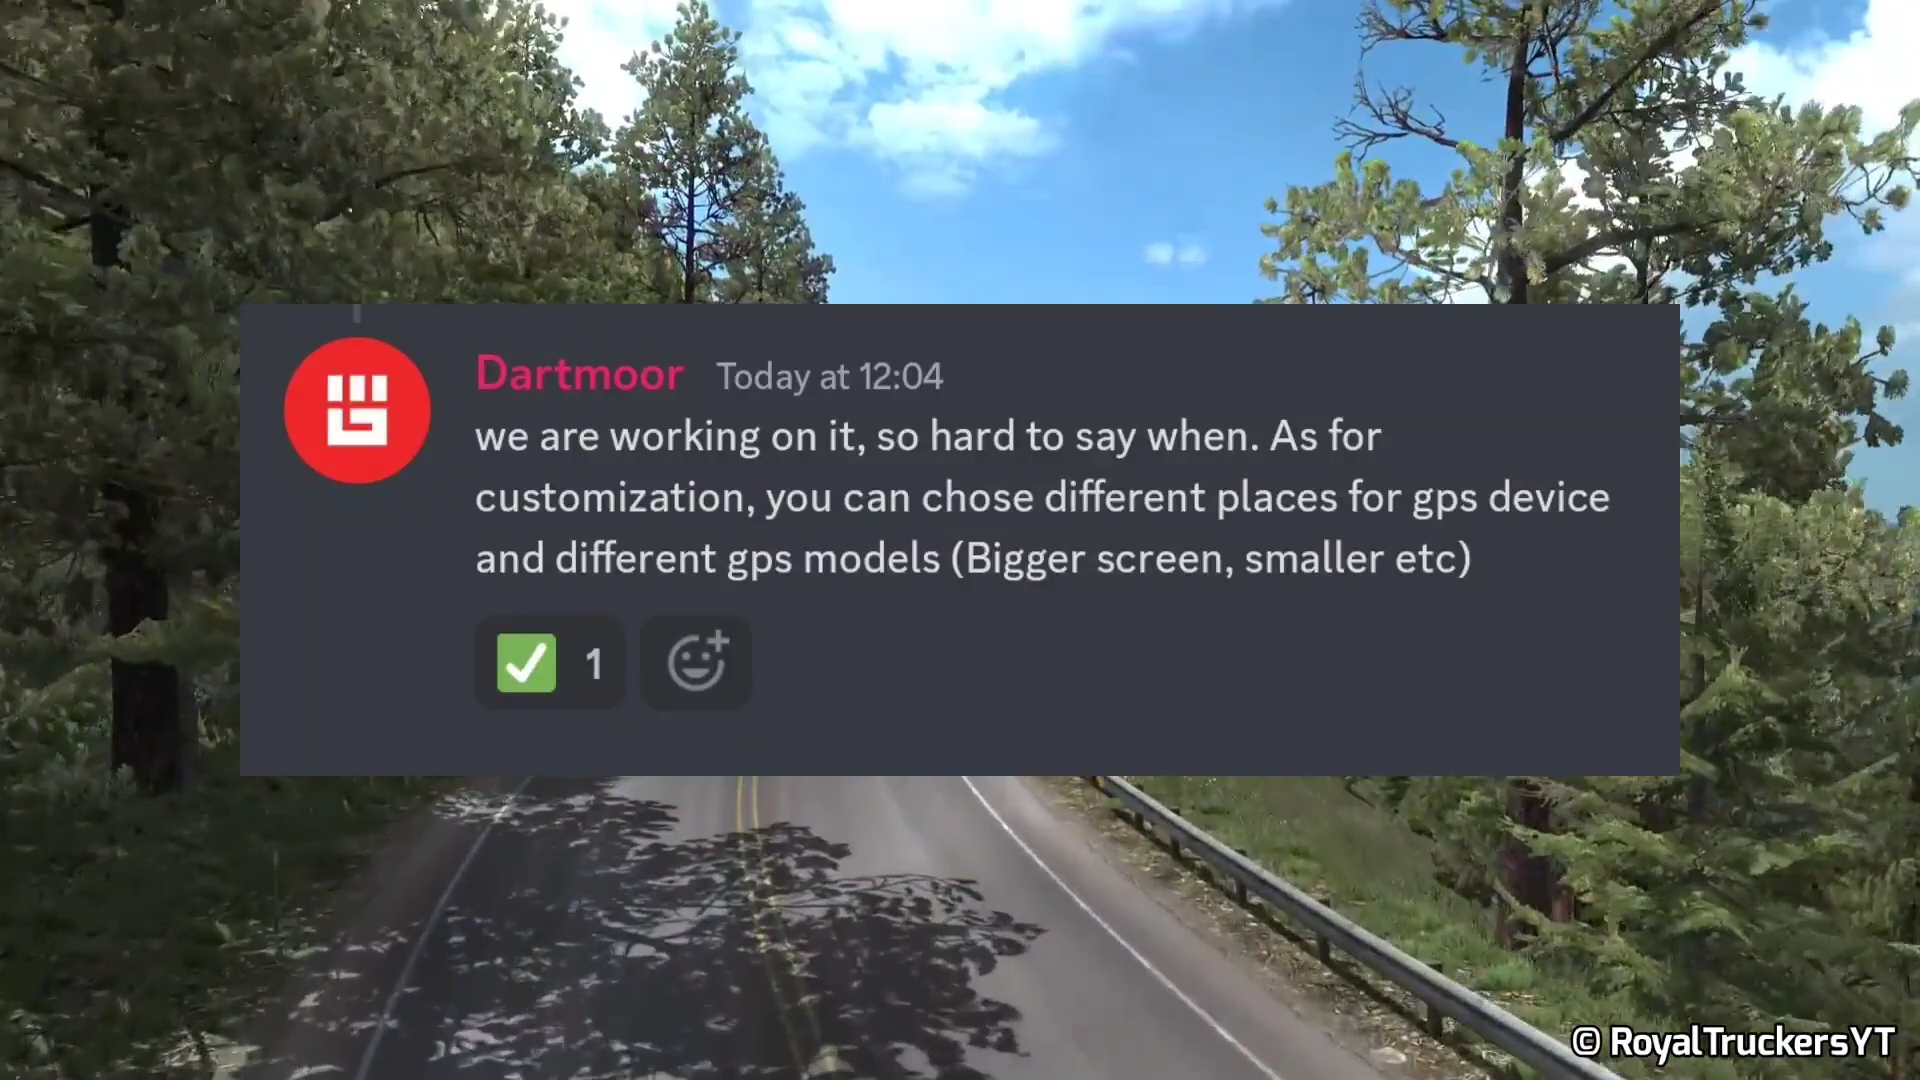 Dartmoor Today at 12:04
we are working on it, so hard to say when. As for
customization, you can chose different places for gps device
and different gps models (Bigger screen, smaller etc)
1
© RoyalTruckersYT